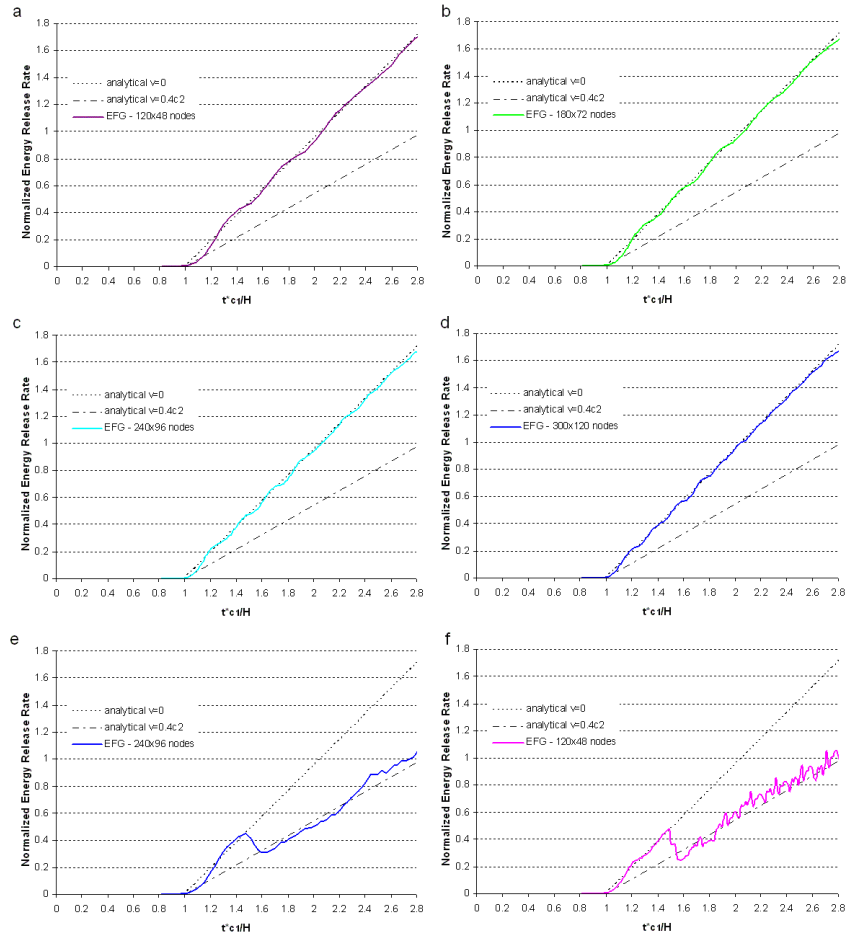 a
Normalized Energy Release Rate
1.8
1.6
1.4
1.2
1
0.8
0.6
0.4
0.2
0
analytical v=0
analytical v=0.4c2
EFG - 120x48 nodes
0 0.2 0.4 0.6 0.8 1 1.2 1.4 1.6 1.8 2 2.2 2.4 2.6 2.8
t*c1/H
b
Normalized Energy Release Rate
1.8
1.6
1.4
1.2
1
0.8
0.6
0.4
0.2
0
analytical v=0
analytical v=0.4c2
EFG - 180x72 nodes
0 0.2 0.4 0.6 0.8 1 1.2 1.4 1.6 1.8 2 2.2 2.4 2.6 2.8
t*c1/H
c
Normalized Energy Release Rate
1.8
1.6
1.4
1.2
1
0.8
0.6
0.4
0.2
0
analytical v=0
analytical v=0.4c2
EFG - 240x96 nodes
0 0.2 0.4 0.6 0.8 1 1.2 1.4 1.6 1.8 2 2.2 2.4 2.6 2.8
t*c1/H
d
Normalized Energy Release Rate
1.8
1.6
1.4
1.2
1
0.8
0.6
0.4
0.2
0
analytical v=0
analytical v=0.4c2
EFG - 300x120 nodes
0 0.2 0.4 0.6 0.8 1 1.2 1.4 1.6 1.8 2 2.2 2.4 2.6 2.8
t*c1/H
e
Normalized Energy Release Rate
1.8
1.6
1.4
1.2
1
0.8
0.6
0.4
0.2
0
analytical v=0
analytical v=0.4c2
EFG - 240x96 nodes
0 0.2 0.4 0.6 0.8 1 1.2 1.4 1.6 1.8 2 2.2 2.4 2.6 2.8
t*c1/H
f
Normalized Energy Release Rate
1.8
1.6
1.4
1.2
1
0.8
0.6
0.4
0.2
0
analytical v=0
analytical v=0.4c2
EFG - 120x48 nodes
0 0.2 0.4 0.6 0.8 1 1.2 1.4 1.6 1.8 2 2.2 2.4 2.6 2.8
t*c1/H